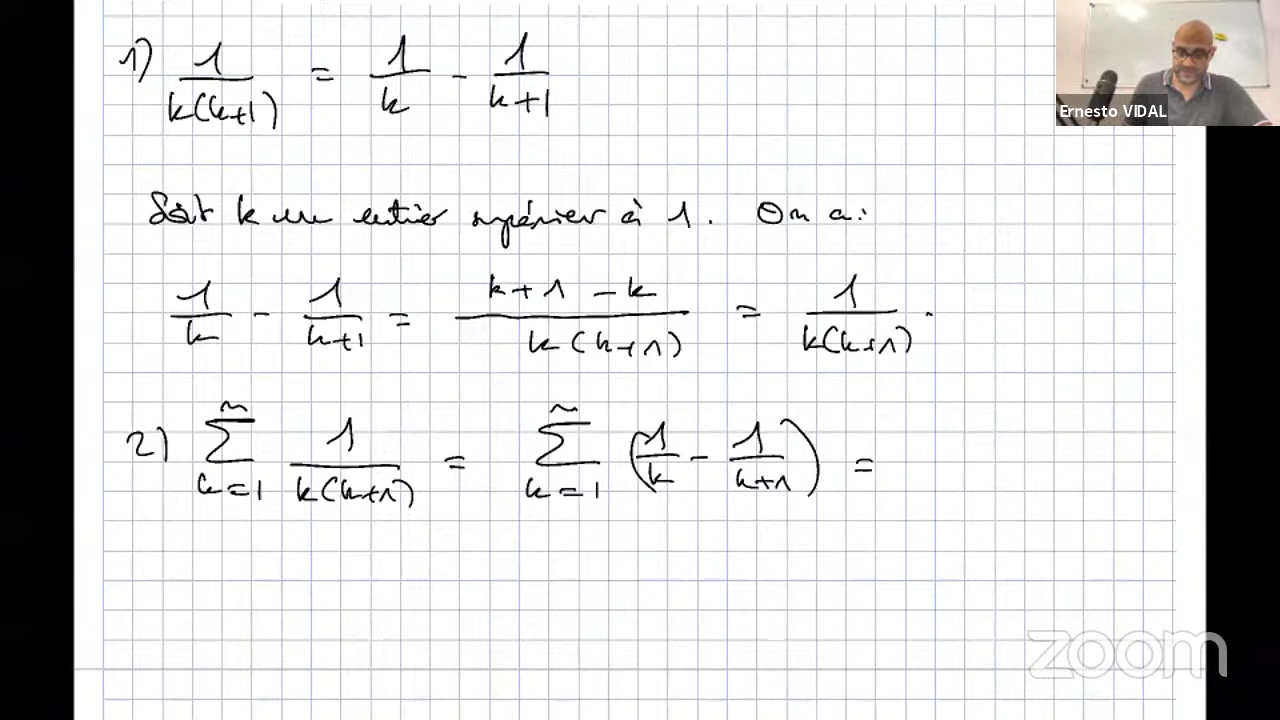 1) 1/k(k+1) = 1/k - 1/k+1
Ernesto VIDAL
Soit k un entier supérieur à 1. On a:
1/k - 1/k+1 = k+1-k/k(k+1) = 1/k(k+1).
2) n∑k=1 1/k(k+1) = n∑k=1 (1/k - 1/k+1) =
zoom